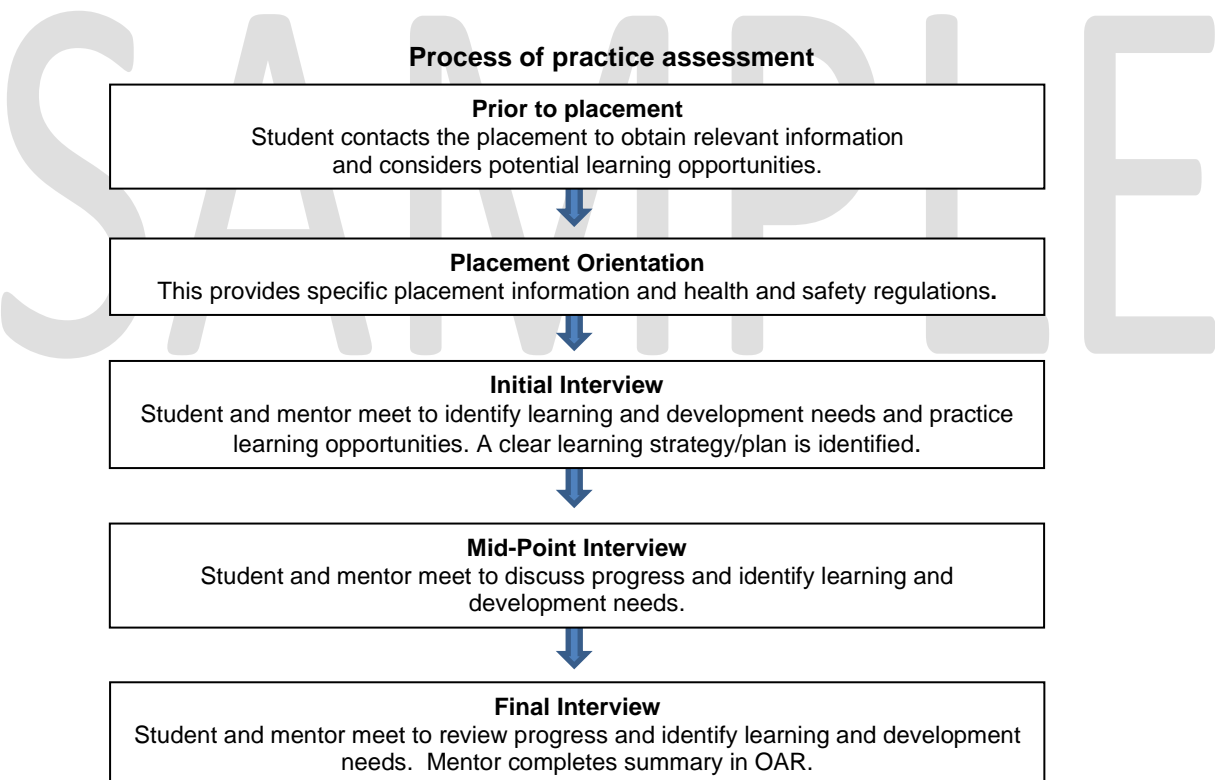 SAMPLE
Process of practice assessment
Prior to placement
Student contacts the placement to obtain relevant information
and considers potential learning opportunities.
Placement Orientation
This provides specific placement information and health and safety regulations.
Initial Interview
Student and mentor meet to identify learning and development needs and practice
learning opportunities. A clear learning strategy/plan is identified.
Mid-Point Interview
Student and mentor meet to discuss progress and identify learning and
development needs.
Final Interview
Student and mentor meet to review progress and identify learning and development
needs.  Mentor completes summary in OAR.